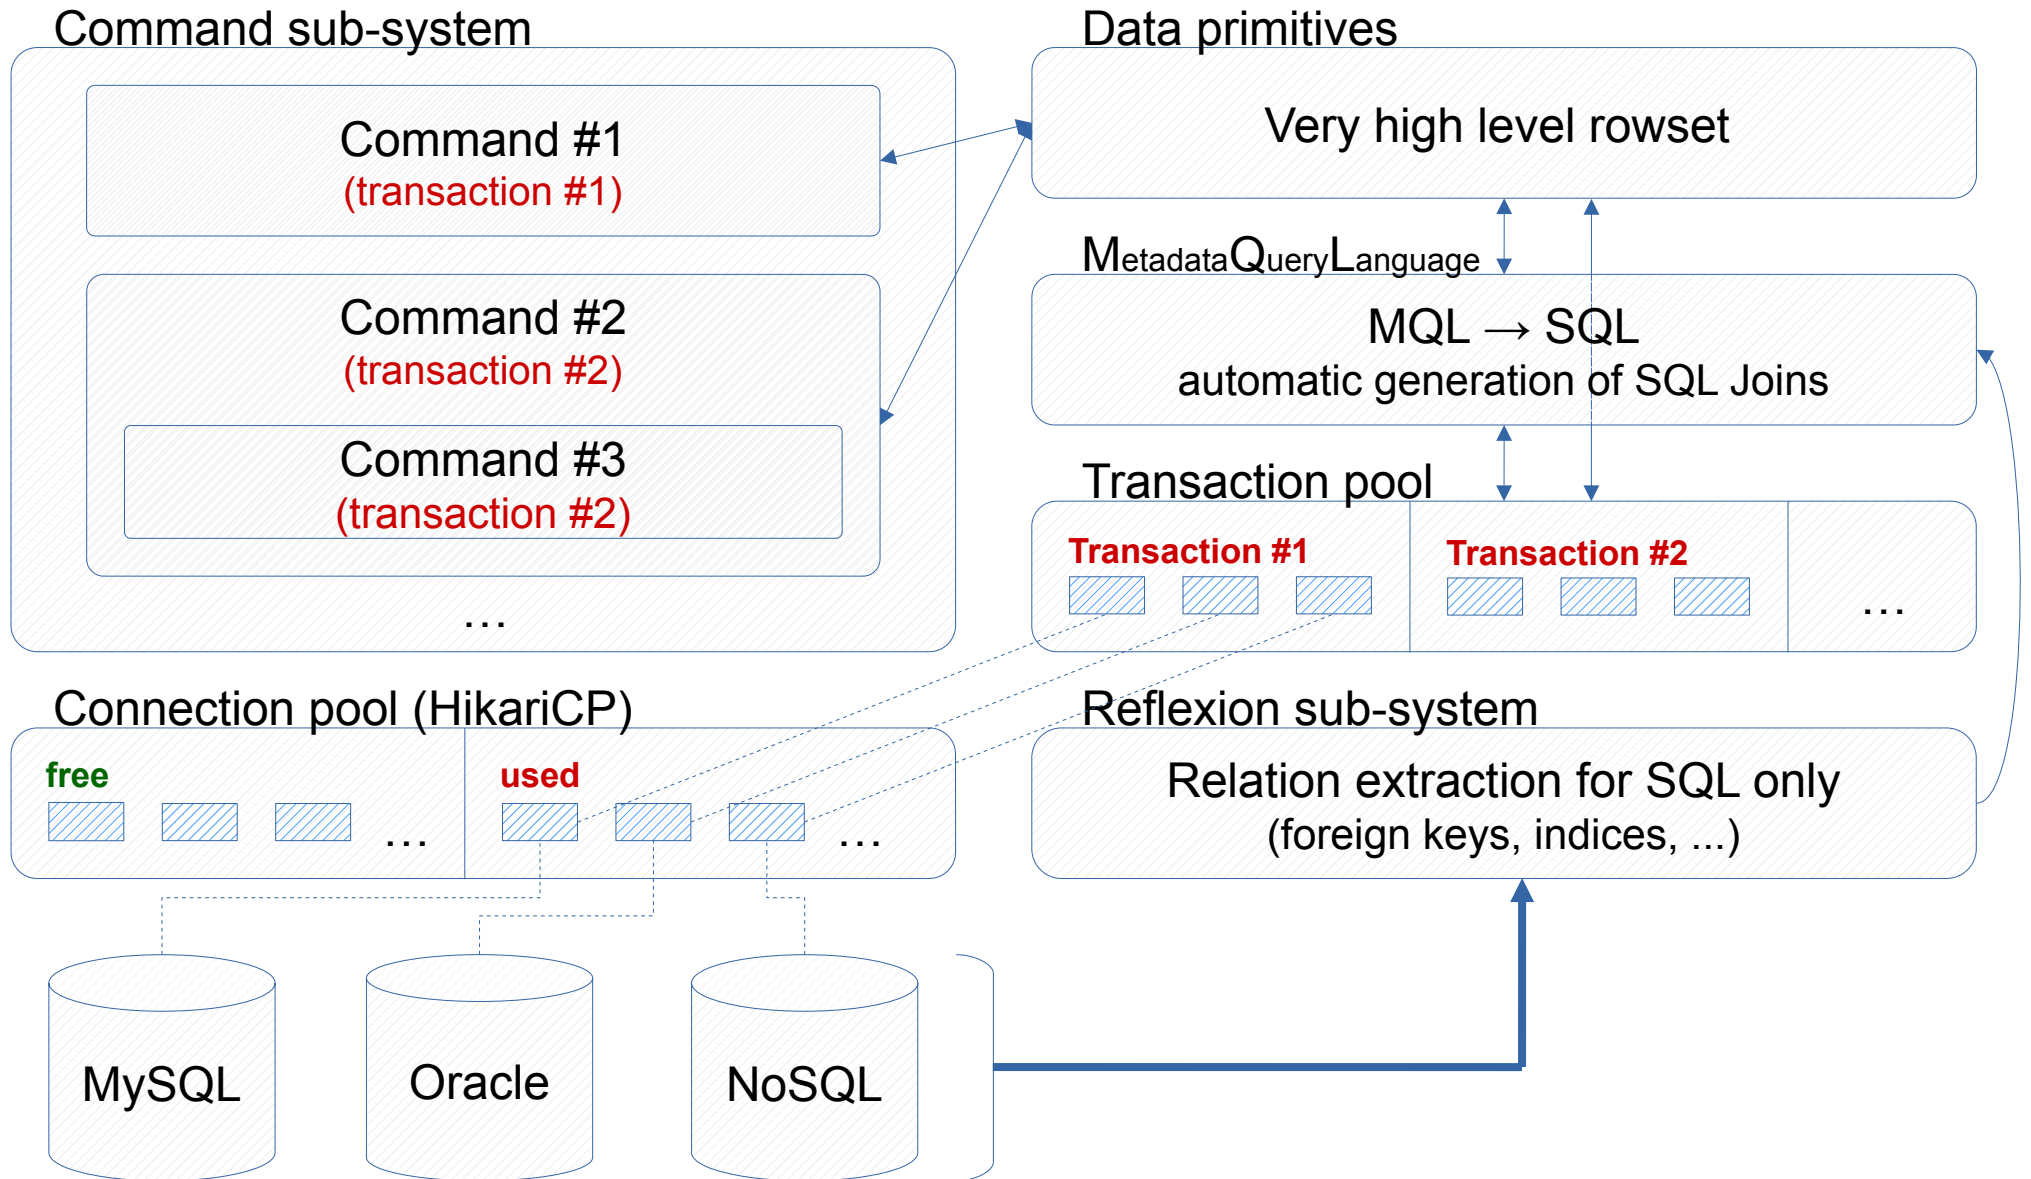 Command sub-system
Command #1
(transaction #1)
Command #2
(transaction #2)
Command #3
(transaction #2)
…
Data primitives
Very high level rowset
MetadataQueryLanguage
MQL → SQL
automatic generation of SQL Joins
Transaction pool
Transaction #1
Transaction #2
…
Connection pool (HikariCP)
free
…
used
…
Reflexion sub-system
Relation extraction for SQL only
(foreign keys, indices, ...)
MySQL
Oracle
NoSQL